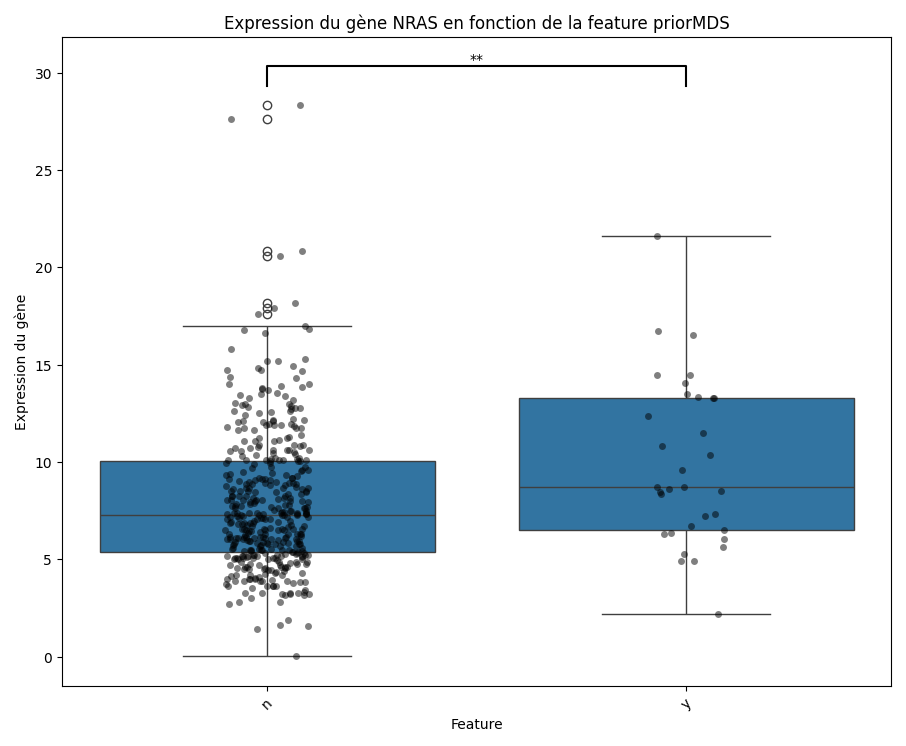 Expression du gène NRAS en fonction de la feature priorMDS
**
30
25
20
15
10
5
0
Expression du gène
n
y
Feature